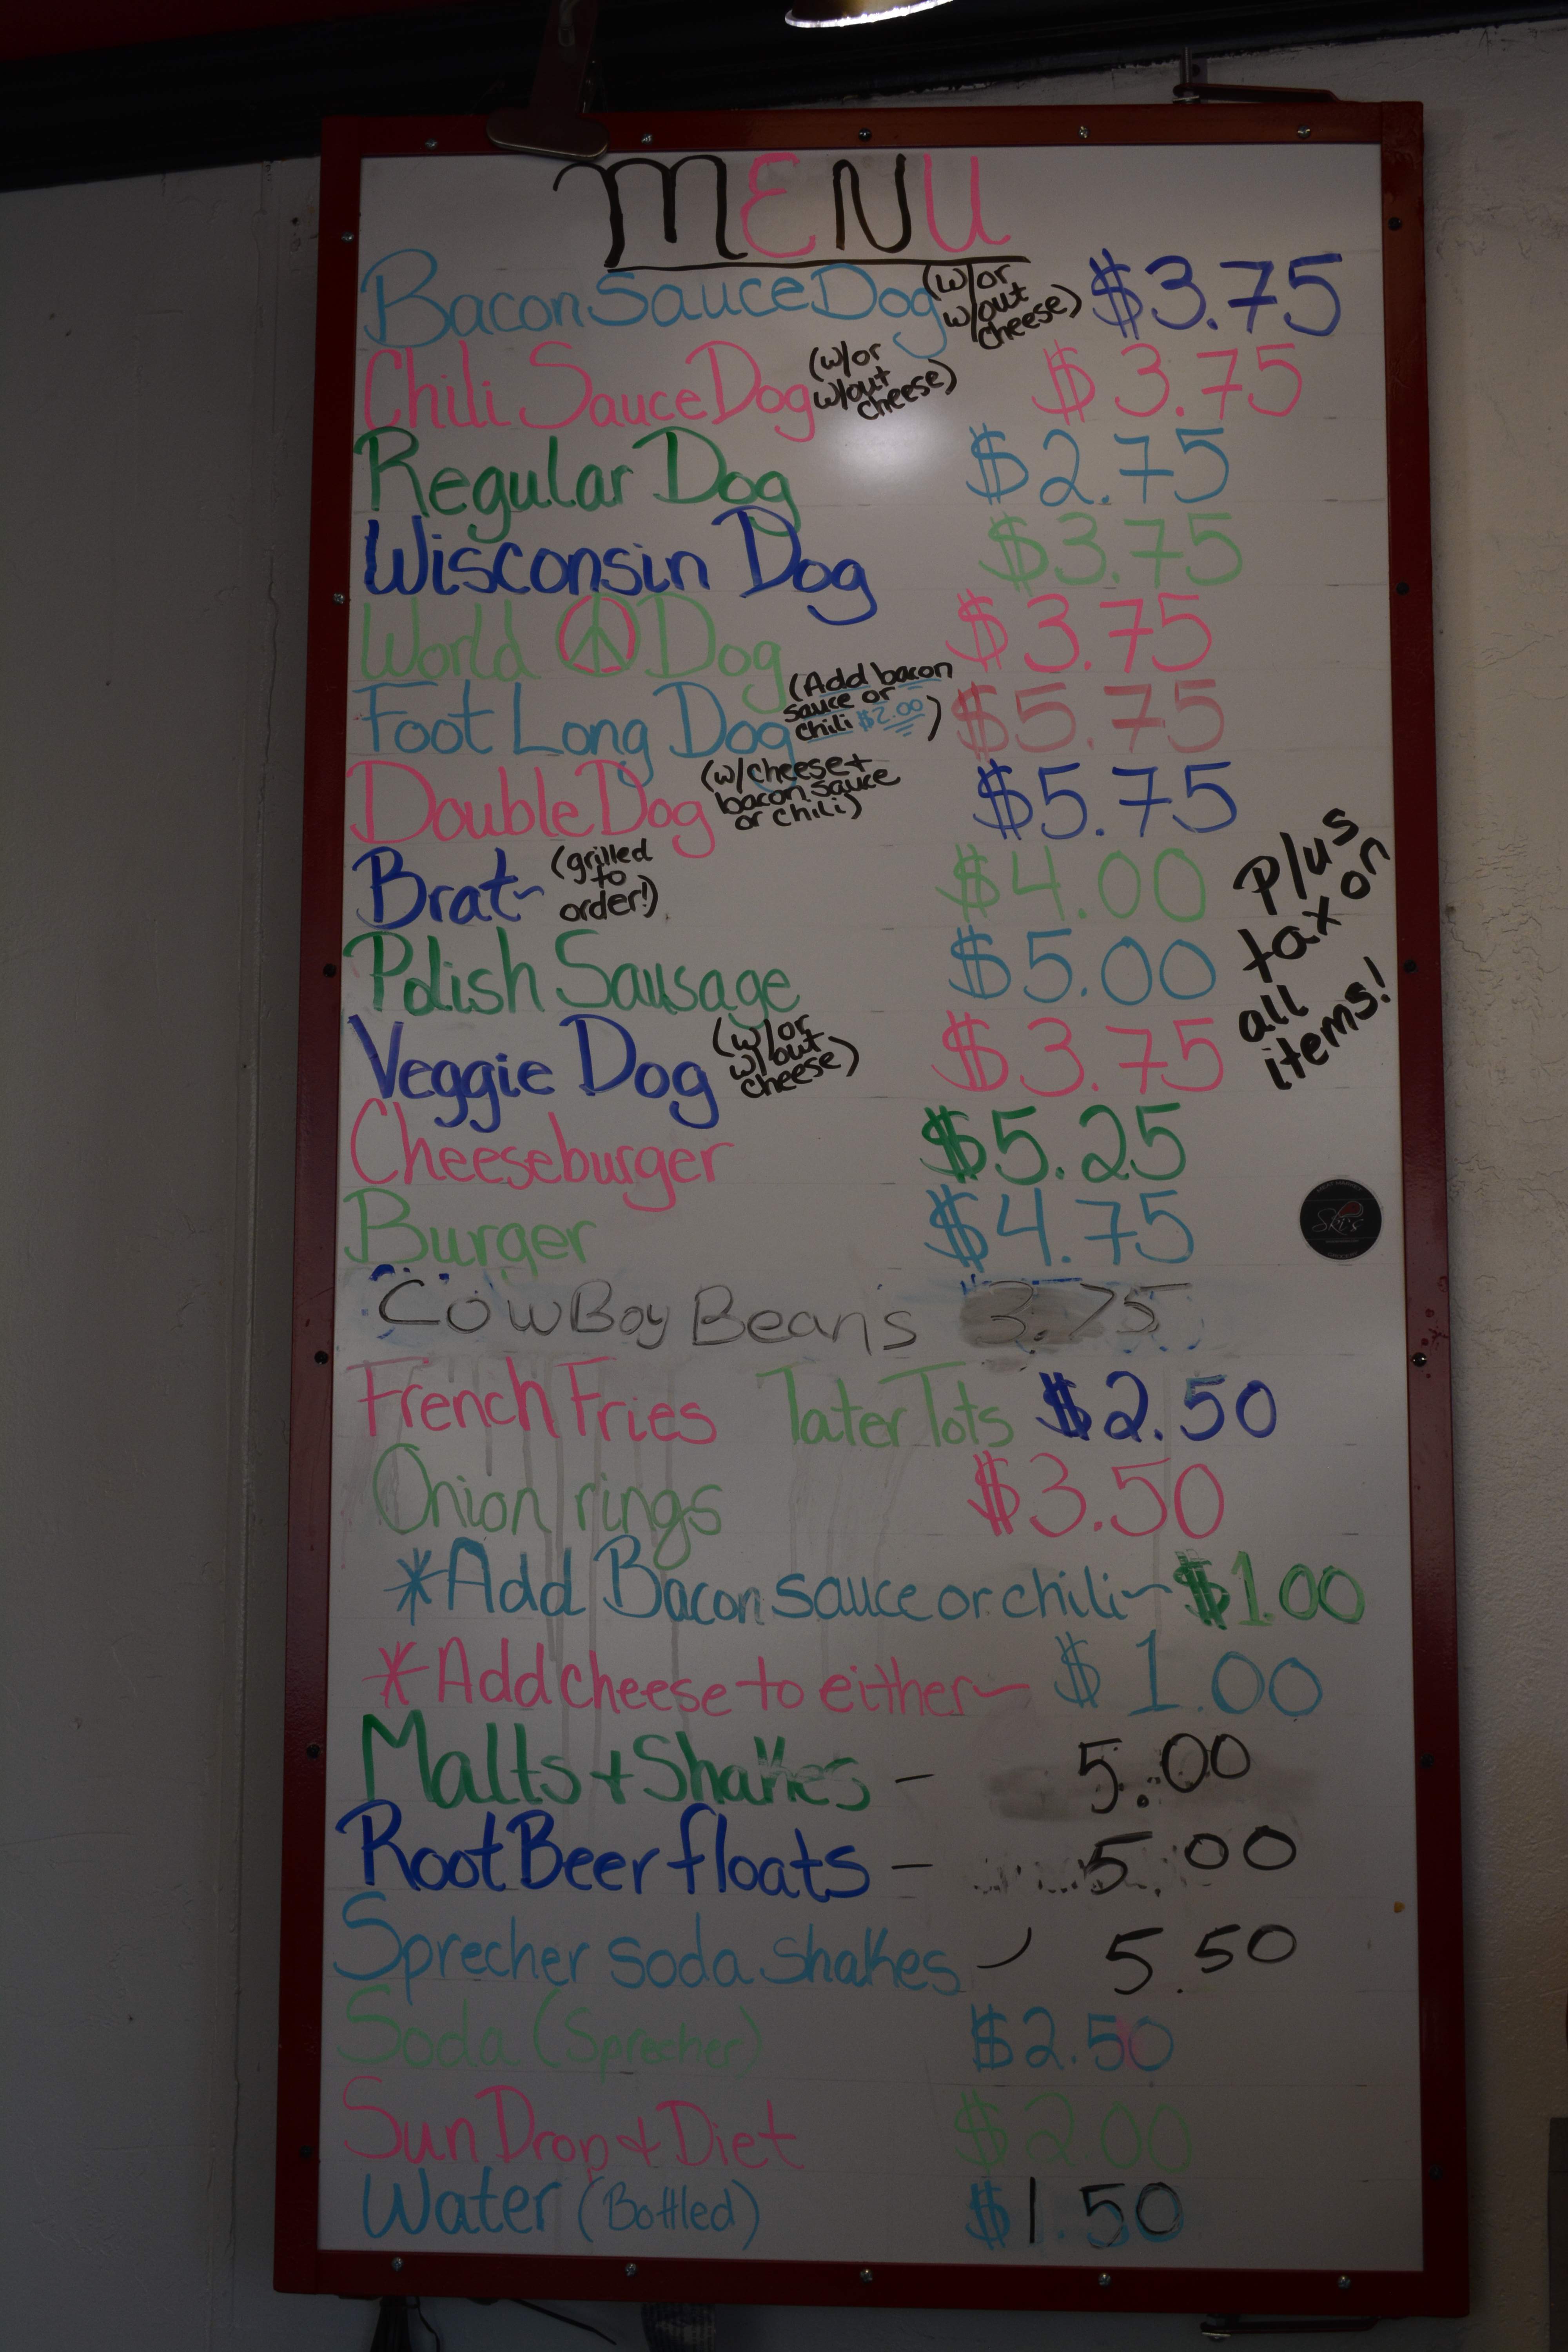 MENU
Bacon Sauce Dog (w/or w/out cheese) $3.75
Chili Sauce Dog (w/or w/out cheese) $3.75
Regular Dog $2.75
Wisconsin Dog $3.75
World ☮ Dog $3.75
Foot Long Dog (Add bacon sauce or chili $2.00) $5.75
Double Dog (w/cheese + bacon sauce or chili) $5.75
Brat~ (grilled to order!) $4.00
Polish Sausage $5.00
Veggie Dog (w/or w/out cheese) $3.75
Plus tax on all items!
Cheeseburger $5.25
Burger $4.75
Ski's
CowBoy Bean's 3.75
French Fries Tater Tots $2.50
Onion rings $3.50
*Add Bacon sauce or chili~ $1.00
*Add cheese to either~ $1.00
Malts + Shakes - 5.00
Root Beer floats - 5.00
Sprecher soda shakes - 5.50
Soda (Sprecher) $2.50
Sun Drop & Diet $2.00
Water (Bottled) $1.50